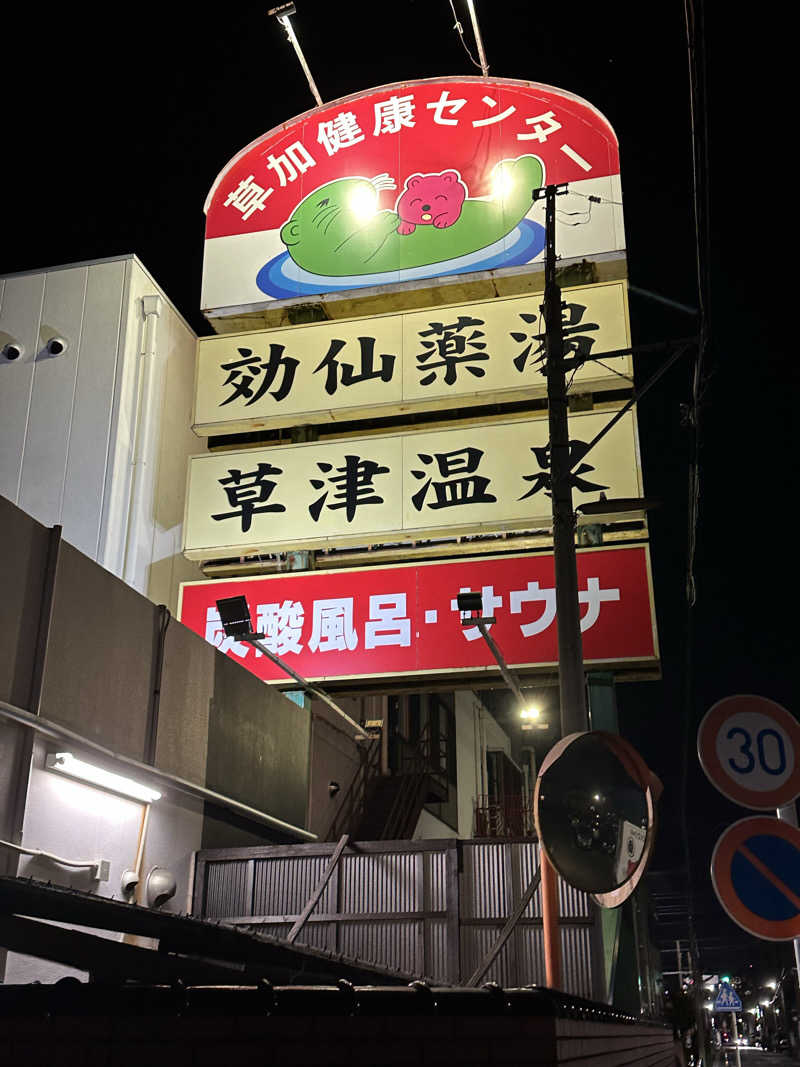 草加健康センター
効仙薬湯
草津温泉
炭酸風呂・サウナ
30